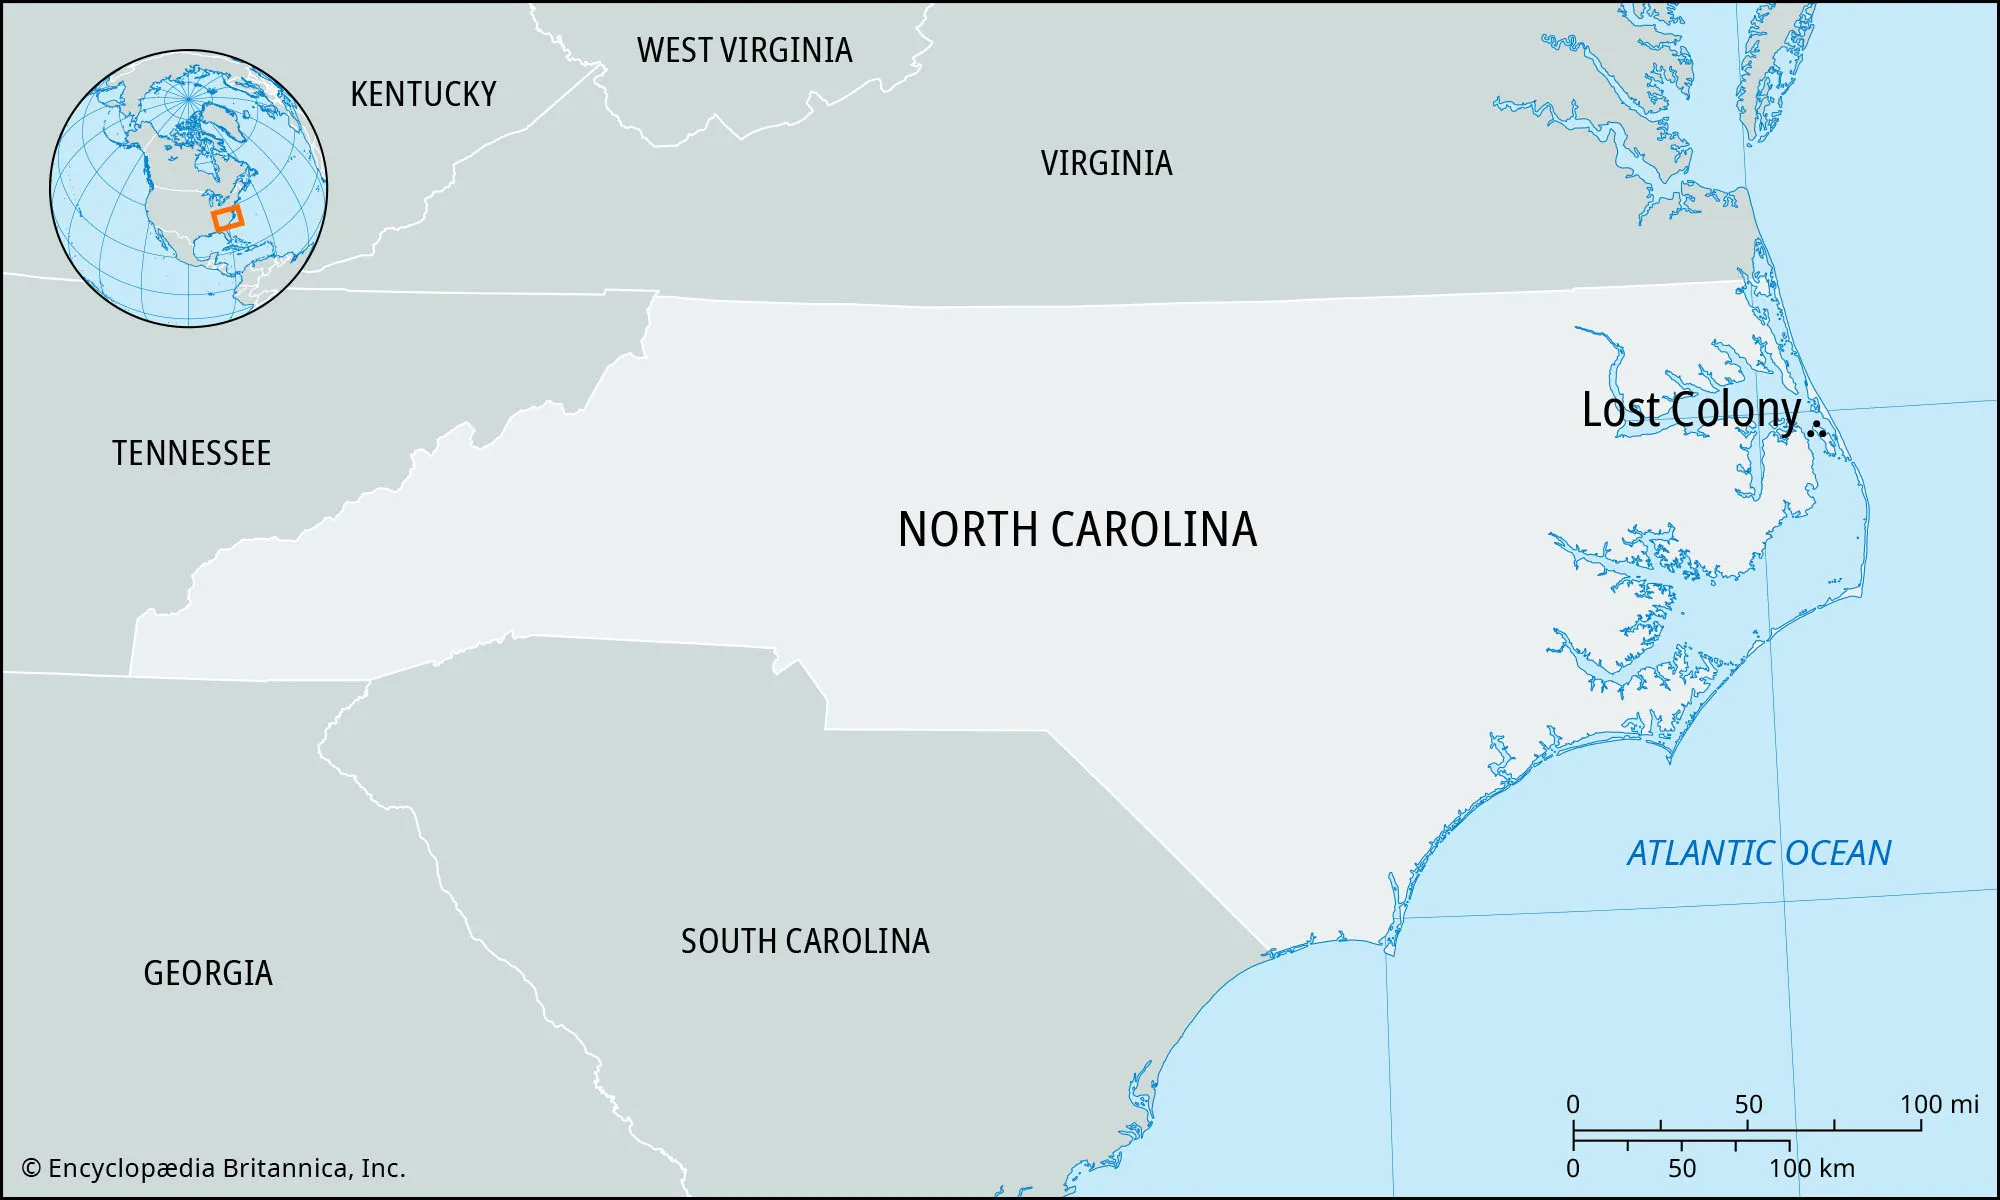 WEST VIRGINIA
KENTUCKY
VIRGINIA
Lost Colony
TENNESSEE
NORTH CAROLINA
ATLANTIC OCEAN
SOUTH CAROLINA
GEORGIA
0 50 100 mi
0 50 100 km
© Encyclopædia Britannica, Inc.